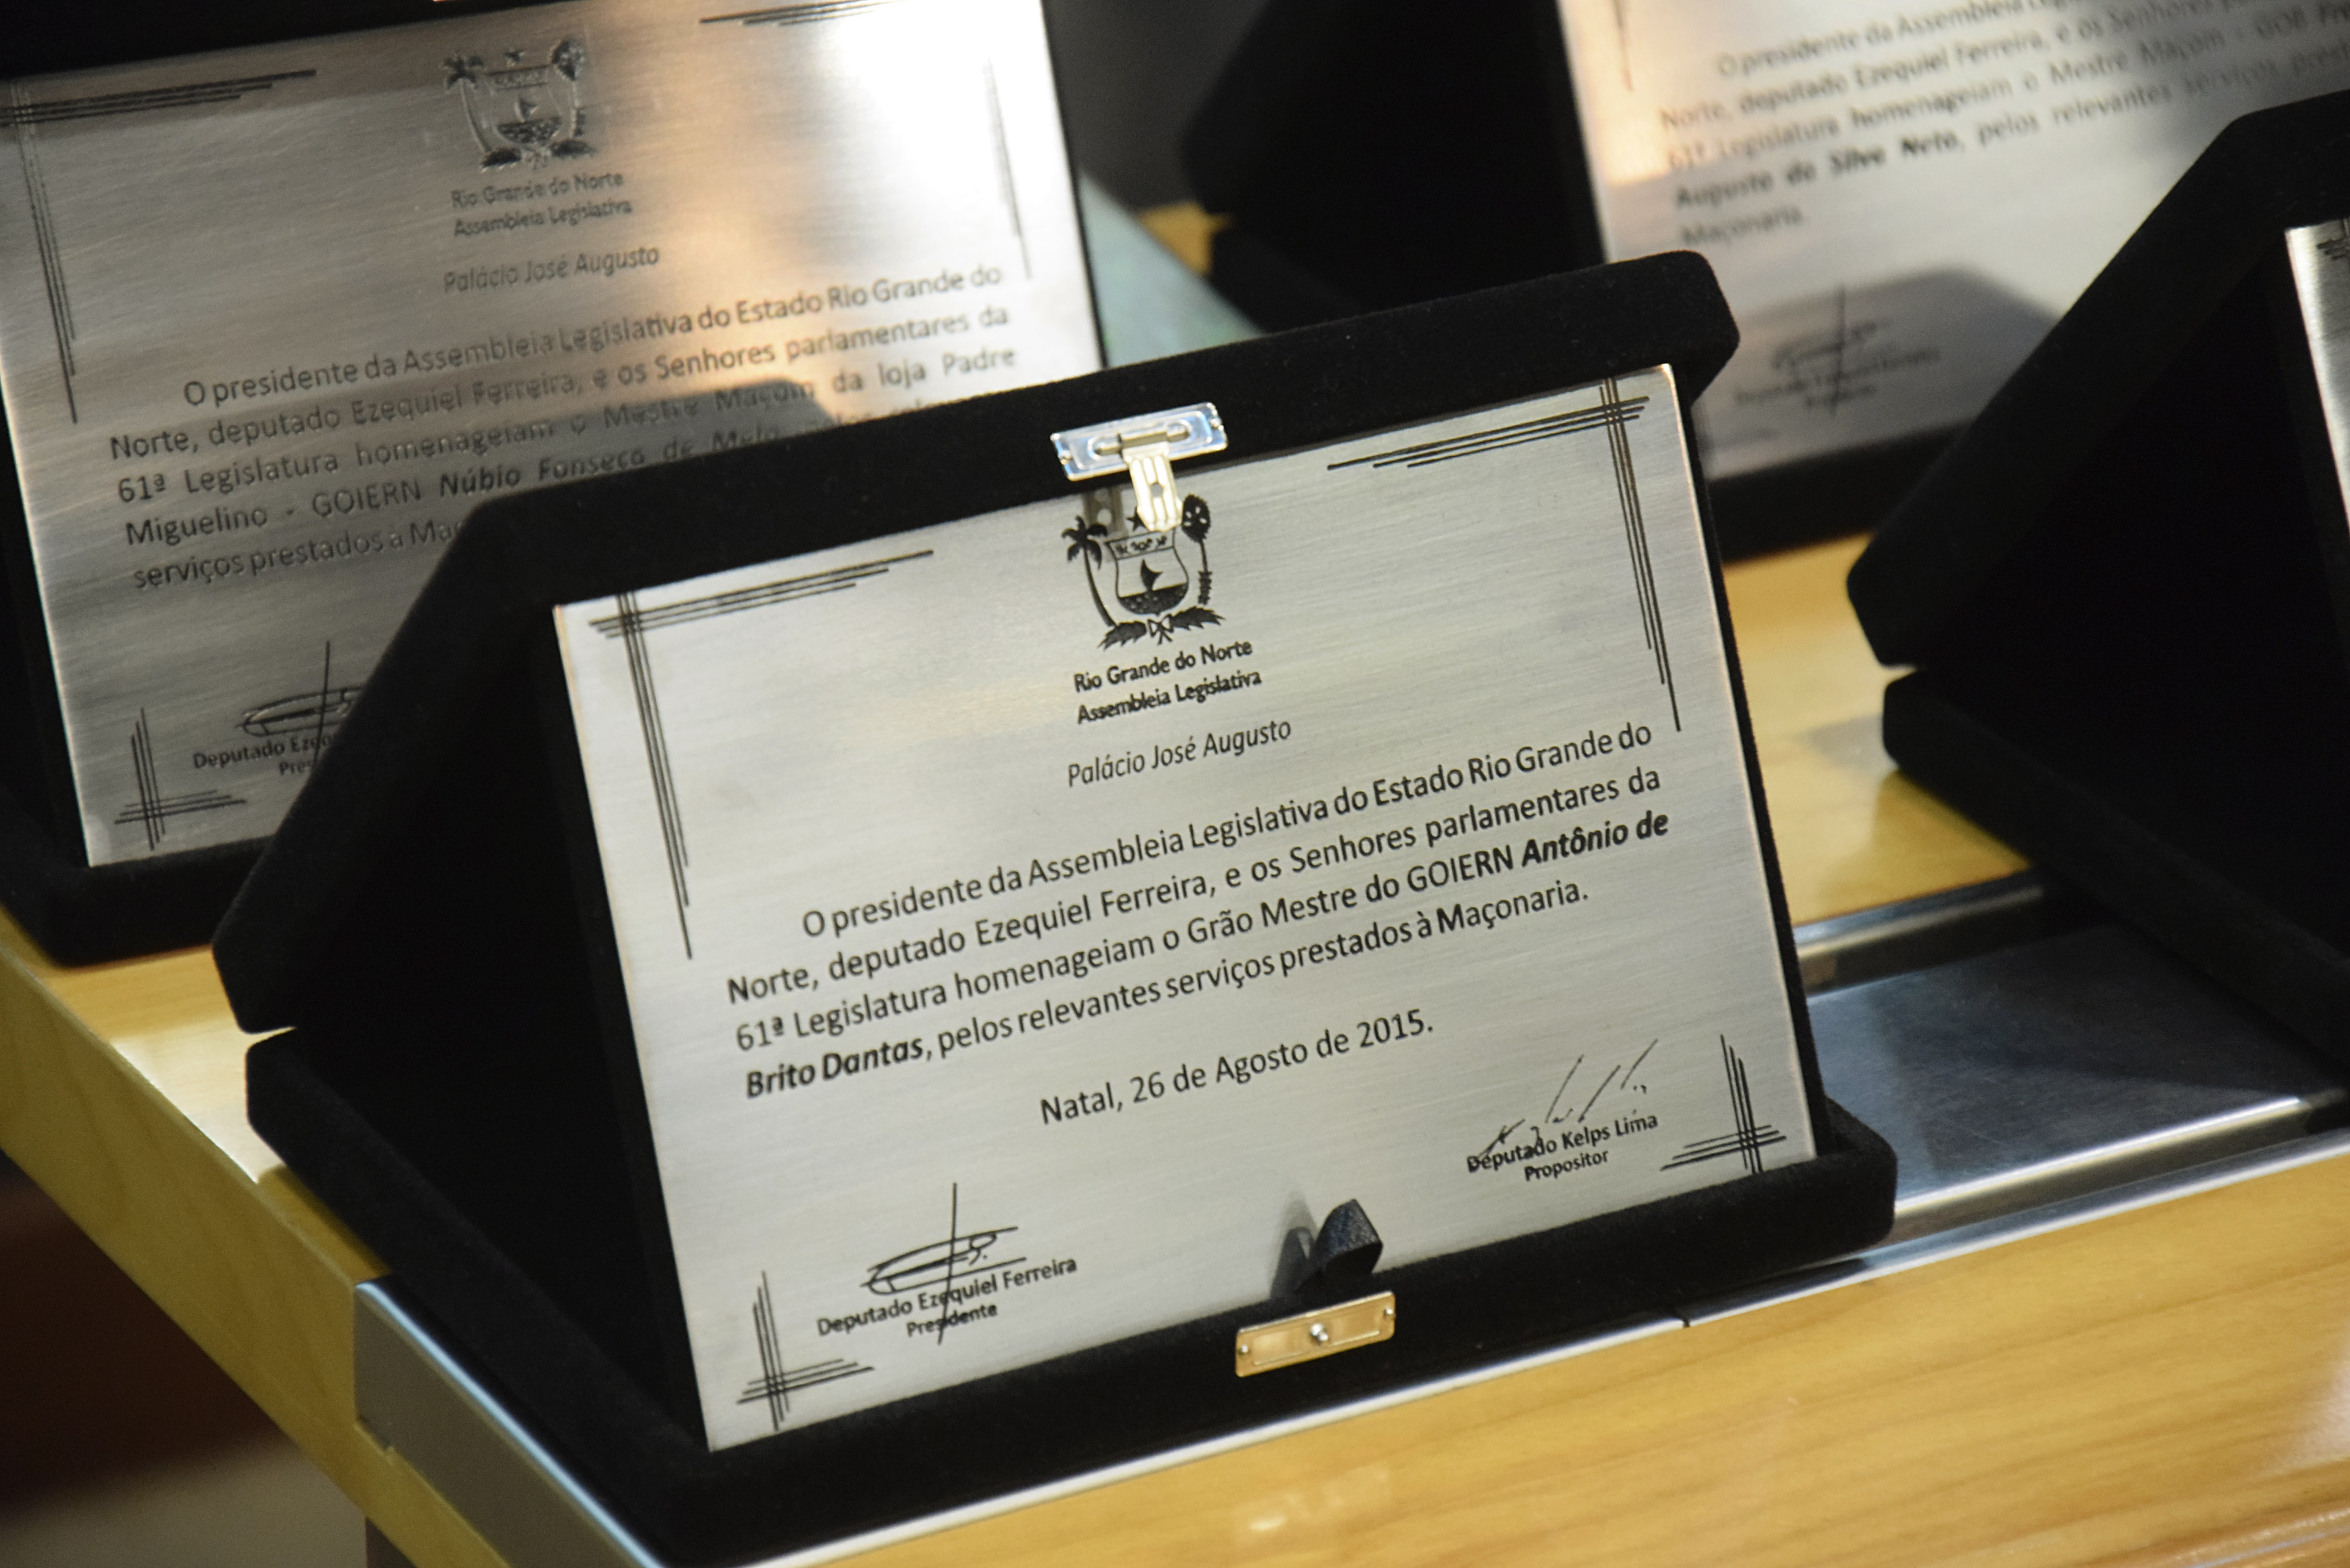 Rio Grande do Norte
Assembleia Legislativa
Palácio José Augusto
O presidente da Assembleia Legislativa do Estado Rio Grande do
Norte, deputado Ezequiel Ferreira, e os Senhores parlamentares da
61ª Legislatura homenageiam o Mestre Maçom da loja Padre
Miguelino - GOIERN Núbio Fonseca de Melo,
serviços prestados à
Deputado
O presidente da Assembleia
Norte, deputado Ezequiel Ferreira, e os Senhores
61ª Legislatura homenageiam o Mestre Maçom - GOB
Augusto da Silva Neto, pelos relevantes serviços
Maçonaria.
Rio Grande do Norte
Assembleia Legislativa
Palácio José Augusto
O presidente da Assembleia Legislativa do Estado Rio Grande do
Norte, deputado Ezequiel Ferreira, e os Senhores parlamentares da
61ª Legislatura homenageiam o Grão Mestre do GOIERN Antônio de
Brito Dantas, pelos relevantes serviços prestados à Maçonaria.
Natal, 26 de Agosto de 2015.
Deputado Kelps Lima
Propositor
Deputado Ezequiel Ferreira
Presidente